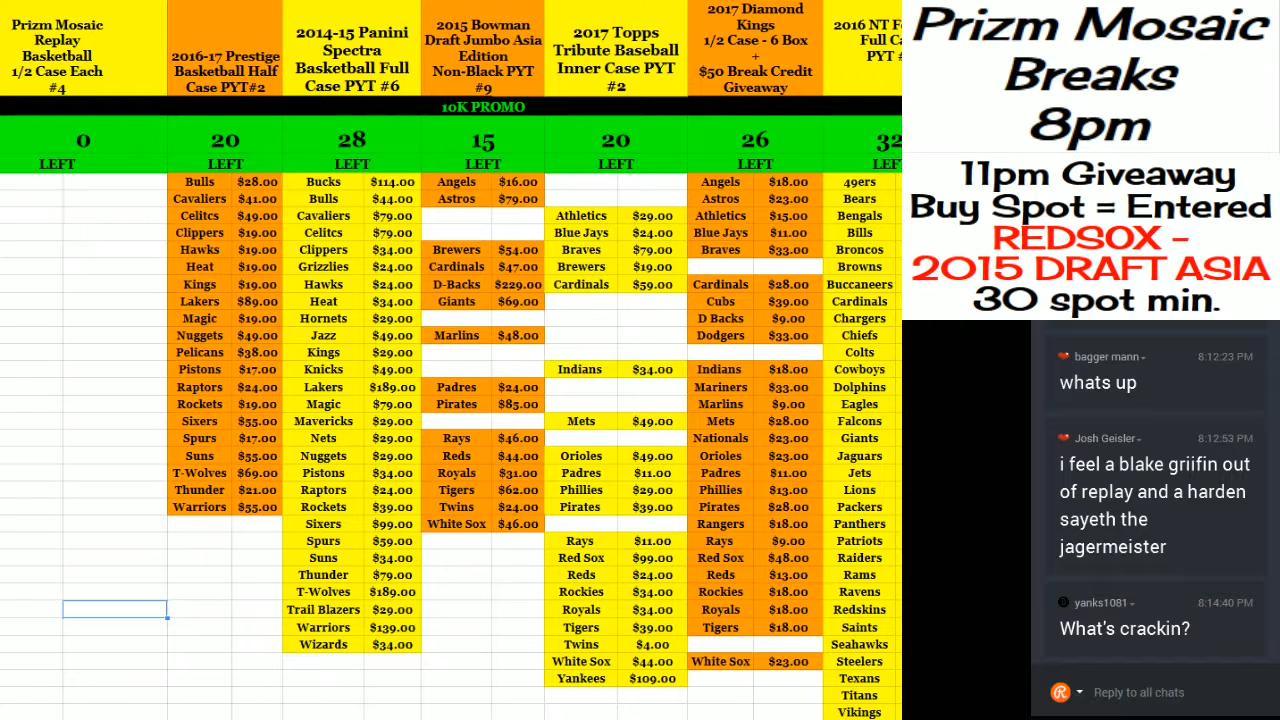 Prizm Mosaic
Replay
Basketball
1/2 Case Each
#4
2016-17 Prestige
Basketball Half
Case PYT#2
2014-15 Panini
Spectra
Basketball Full
Case PYT #6
2015 Bowman
Draft Jumbo Asia
Edition
Non-Black PYT
#9
2017 Topps
Tribute Baseball
Inner Case PYT
#2
2017 Diamond
Kings
1/2 Case - 6 Box
+
$50 Break Credit
Giveaway
2016 NT F
Full Ca
PYT
10K PROMO
0 20 28 15 20 26 32
LEFT LEFT LEFT LEFT LEFT LEFT LEF
Bulls $28.00 Bucks $114.00 Angels $16.00 Angels $18.00 49ers
Cavaliers $41.00 Bulls $44.00 Astros $79.00 Astros $23.00 Bears
Celitcs $49.00 Cavaliers $79.00 Athletics $29.00 Athletics $15.00 Bengals
Clippers $19.00 Celitcs $79.00 Blue Jays $24.00 Blue Jays $11.00 Bills
Hawks $19.00 Clippers $34.00 Brewers $54.00 Braves $79.00 Braves $33.00 Broncos
Heat $19.00 Grizzlies $24.00 Cardinals $47.00 Brewers $19.00 Browns
Kings $19.00 Hawks $24.00 D-Backs $229.00 Cardinals $59.00 Cardinals $28.00 Buccaneers
Lakers $89.00 Heat $34.00 Giants $69.00 Cubs $39.00 Cardinals
Magic $19.00 Hornets $29.00 D Backs $9.00 Chargers
Nuggets $49.00 Jazz $34.00 Marlins $48.00 Dodgers $33.00 Chiefs
Pelicans $38.00 Kings $29.00 Colts
Pistons $17.00 Knicks $49.00 Indians $34.00 Indians $18.00 Cowboys
Raptors $24.00 Lakers $189.00 Padres $24.00 Mariners $33.00 Dolphins
Rockets $19.00 Magic $79.00 Pirates $85.00 Marlins $9.00 Eagles
Sixers $55.00 Mavericks $29.00 Mets $49.00 Mets $28.00 Falcons
Spurs $17.00 Nets $29.00 Rays $46.00 Nationals $23.00 Giants
Suns $55.00 Nuggets $29.00 Reds $44.00 Orioles $49.00 Orioles $23.00 Jaguars
T-Wolves $69.00 Pistons $34.00 Royals $31.00 Padres $11.00 Padres $11.00 Jets
Thunder $21.00 Raptors $24.00 Tigers $62.00 Phillies $29.00 Phillies $13.00 Lions
Warriors $55.00 Rockets $39.00 Twins $24.00 Pirates $39.00 Pirates $28.00 Packers
Sixers $99.00 White Sox $46.00 Rangers $18.00 Panthers
Spurs $59.00 Rays $11.00 Rays $9.00 Patriots
Suns $34.00 Red Sox $99.00 Red Sox $48.00 Raiders
Thunder $79.00 Reds $24.00 Reds $13.00 Rams
T-Wolves $189.00 Rockies $34.00 Rockies $18.00 Ravens
Trail Blazers $29.00 Royals $34.00 Royals $18.00 Redskins
Warriors $139.00 Tigers $39.00 Tigers $18.00 Saints
Wizards $34.00 Twins $4.00 Seahawks
White Sox $44.00 White Sox $23.00 Steelers
Yankees $109.00 Texans
Titans
Vikings
Prizm Mosaic
Breaks
8pm
11pm Giveaway
Buy Spot = Entered
REDSOX -
2015 DRAFT ASIA
30 spot min.
bagger mann 8:12:23 PM
whats up
Josh Geisler 8:12:53 PM
i feel a blake griifin out
of replay and a harden
sayeth the
jagermeister
yanks1081 8:14:40 PM
What's crackin?
Reply to all chats